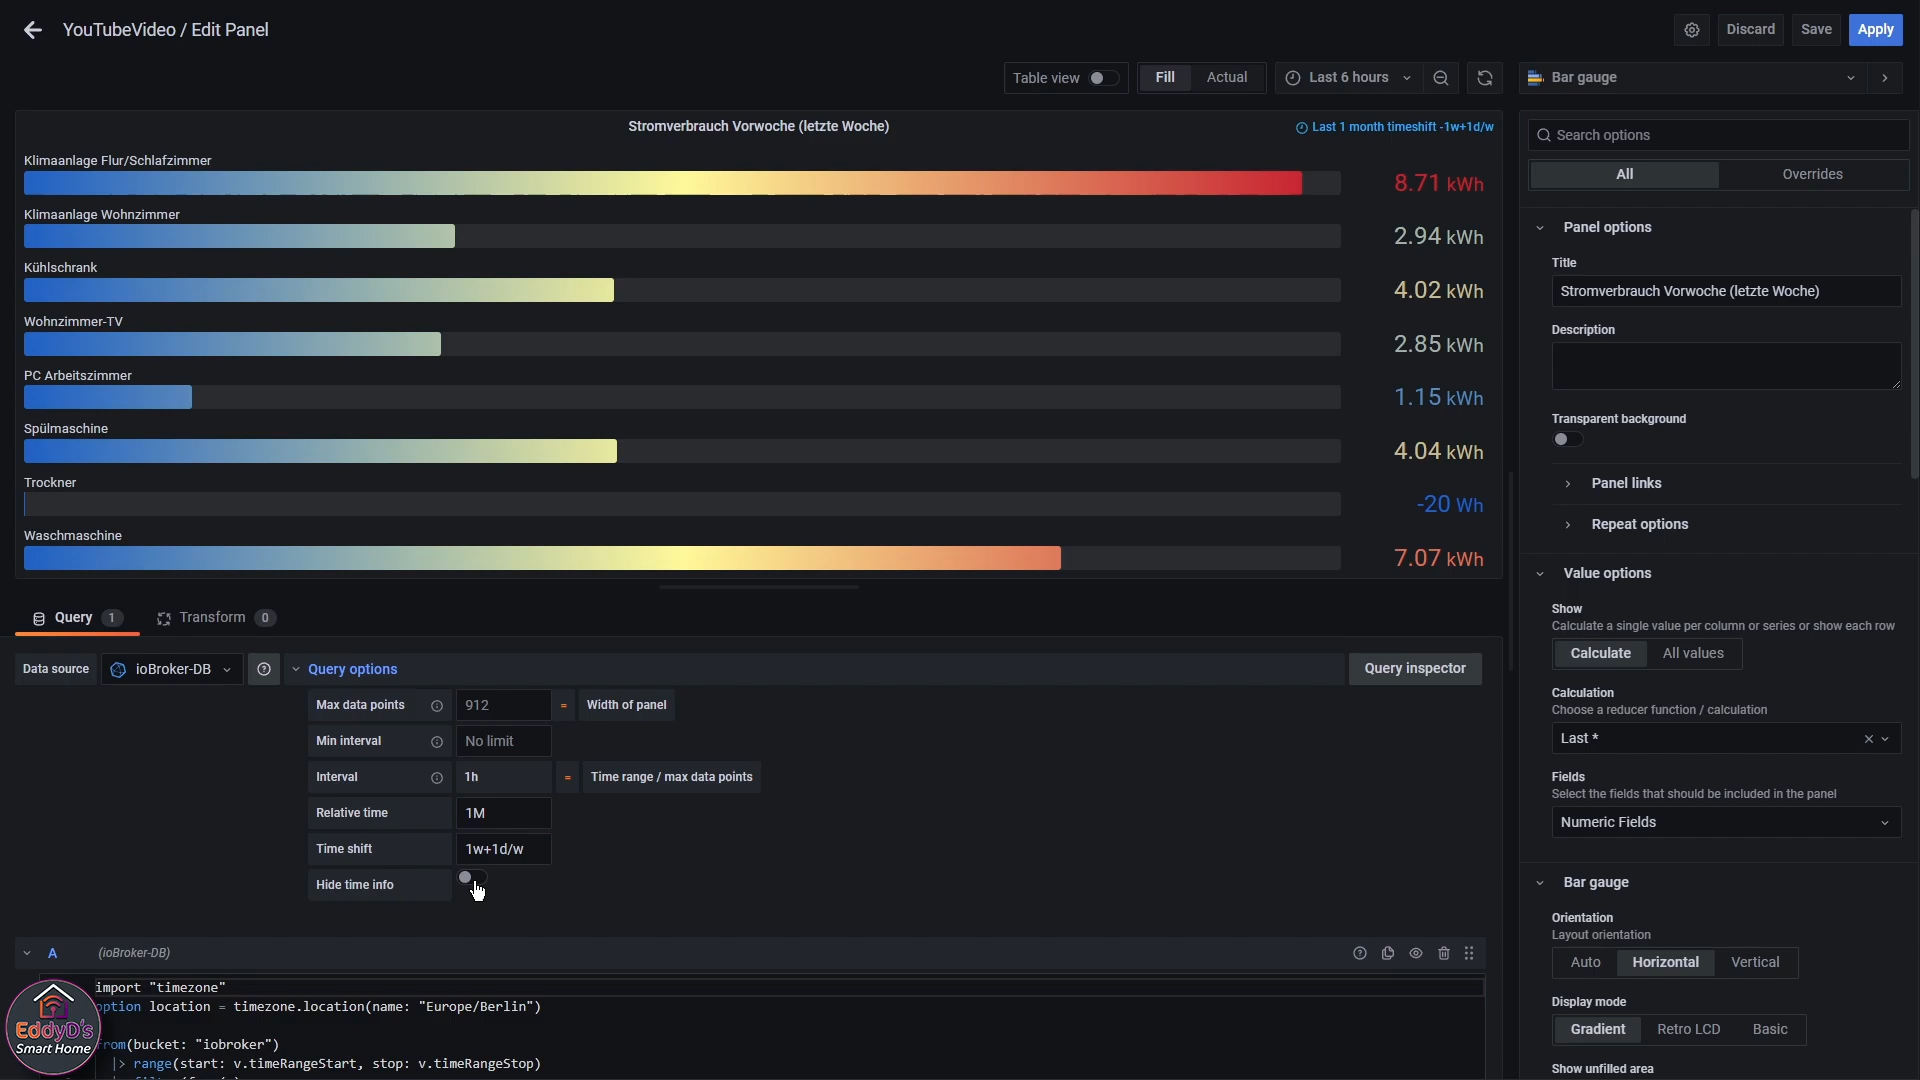 YouTubeVideo / Edit Panel
Discard
Save
Apply
Table view
Fill
Actual
Last 6 hours
Bar gauge
Stromverbrauch Vorwoche (letzte Woche)
Last 1 month timeshift -1w+1d/w
Klimaanlage Flur/Schlafzimmer
8.71 kWh
Klimaanlage Wohnzimmer
2.94 kWh
Kühlschrank
4.02 kWh
Wohnzimmer-TV
2.85 kWh
PC Arbeitszimmer
1.15 kWh
Spülmaschine
4.04 kWh
Trockner
-20 Wh
Waschmaschine
7.07 kWh
Query 1
Transform 0
Data source
ioBroker-DB
Query options
Query inspector
Max data points
912
=
Width of panel
Min interval
No limit
Interval
1h
=
Time range / max data points
Relative time
1M
Time shift
1w+1d/w
Hide time info
A
(ioBroker-DB)
import "timezone"
option location = timezone.location(name: "Europe/Berlin")
from(bucket: "iobroker")
|> range(start: v.timeRangeStart, stop: v.timeRangeStop)
EddyD's
Smart Home
Search options
All
Overrides
Panel options
Title
Stromverbrauch Vorwoche (letzte Woche)
Description
Transparent background
Panel links
Repeat options
Value options
Show
Calculate a single value per column or series or show each row
Calculate
All values
Calculation
Choose a reducer function / calculation
Last *
Fields
Select the fields that should be included in the panel
Numeric Fields
Bar gauge
Orientation
Layout orientation
Auto
Horizontal
Vertical
Display mode
Gradient
Retro LCD
Basic
Show unfilled area